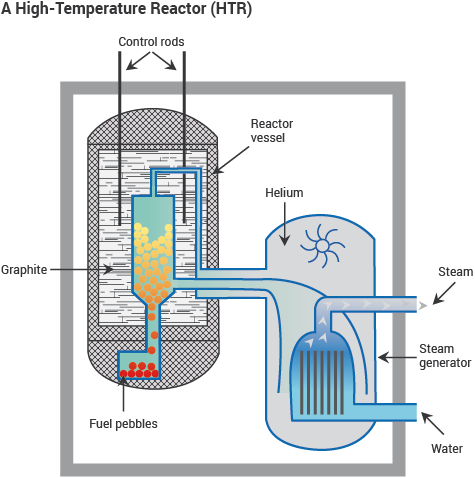 A High-Temperature Reactor (HTR)
Control rods
Reactor
vessel
Helium
Graphite
Steam
Steam
generator
Fuel pebbles
Water